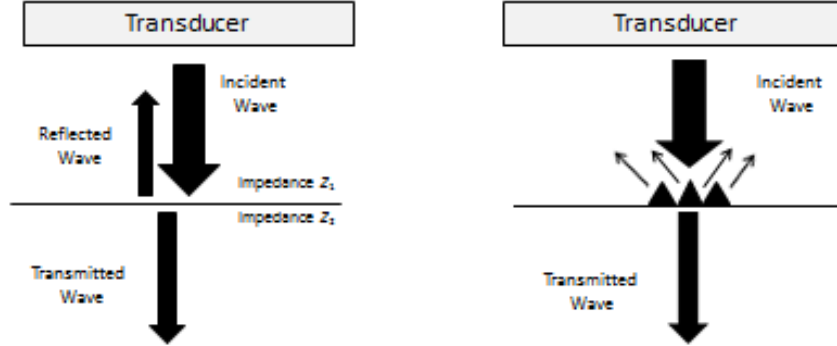 Transducer
Incident
Wave
Reflected
Wave
Impedance Z₁
Impedance Z₂
Transmitted
Wave
Transducer
Incident
Wave
Transmitted
Wave